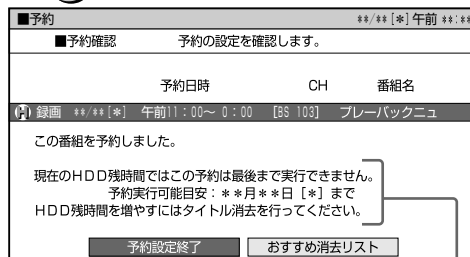 ■予約 **/**[*]午前 **:**
■予約確認 予約の設定を確認します。
予約日時 CH 番組名
(H) 録画 **/**[*] 午前11:00~ 0:00 [BS 103] プレーバックニュ
この番組を予約しました。
現在のHDD残時間ではこの予約は最後まで実行できません。
予約実行可能目安:**月**日[*]まで
HDD残時間を増やすにはタイトル消去を行ってください。
予約設定終了 おすすめ消去リスト